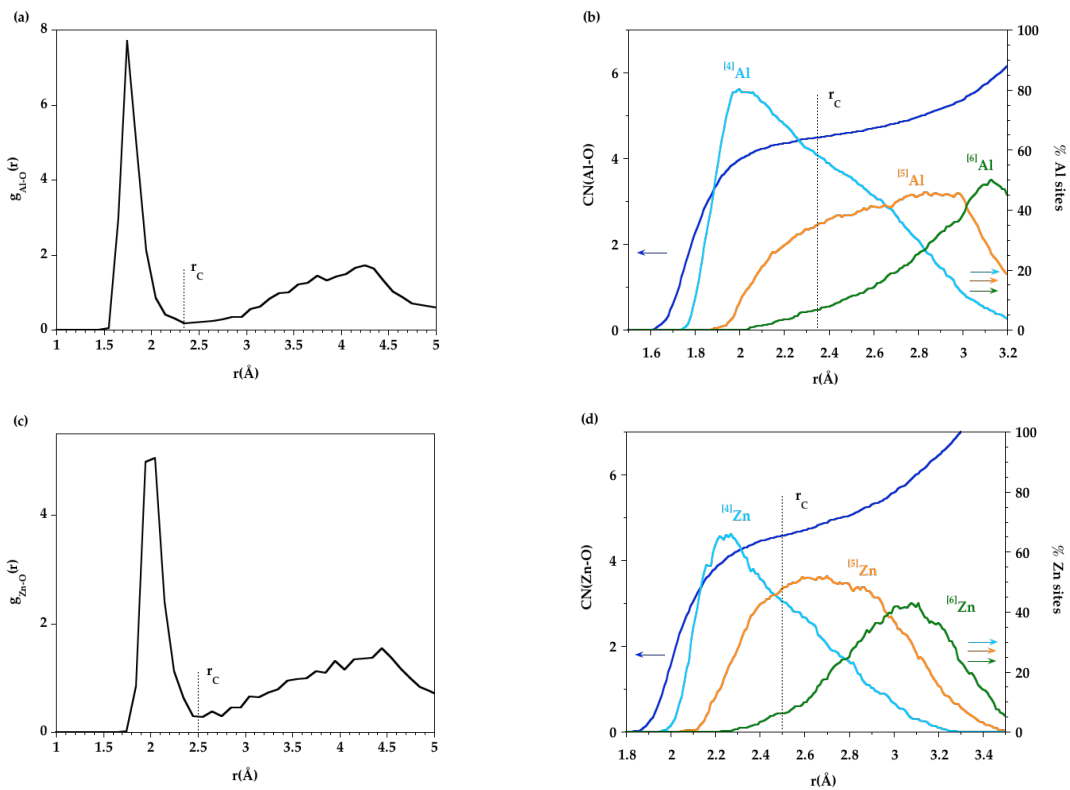 (a)
8
6
4
2
0
g_Al-O(r)
r_C
1 1.5 2 2.5 3 3.5 4 4.5 5
r(Å)
(b)
6
4
2
0
CN(Al-O)
[4]Al
r_C
[5]Al
[6]Al
100
80
60
40
20
0
% Al sites
1.6 2 2.2 2.4 2.6 2.8 3 3.2
r(Å)
(c)
4
2
0
g_Zn-O(r)
r_C
1 1.5 2 2.5 3 3.5 4 4.5 5
r(Å)
(d)
6
4
2
0
CN(Zn-O)
[4]Zn
r_C
[5]Zn
[6]Zn
100
80
60
40
20
0
% Zn sites
1.8 2 2.2 2.4 2.6 2.8 3 3.2 3.4
r(Å)